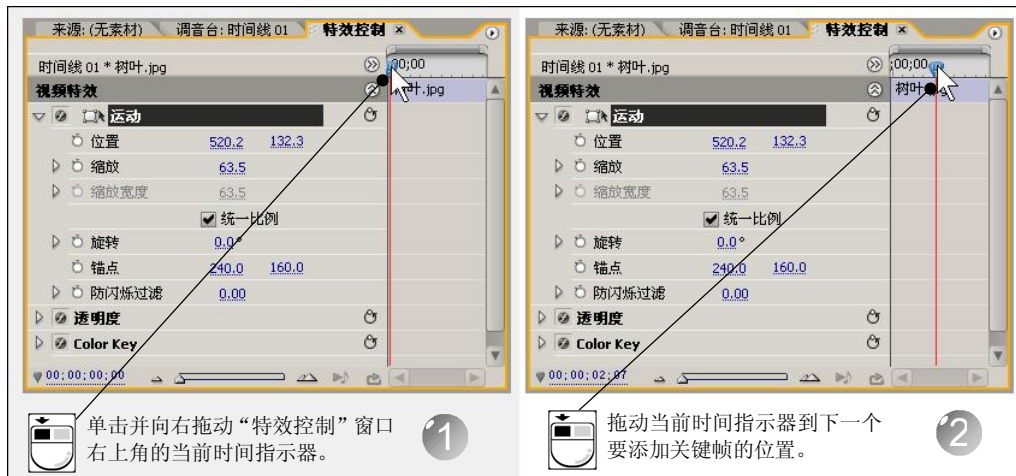 来源: (无素材) 调音台: 时间线 01 特效控制
时间线 01 * 树叶.jpg 00;00
视频特效 叶.jpg
运动
位置 520.2 132.3
缩放 63.5
缩放宽度 63.5
统一比例
旋转 0.0°
锚点 240.0 160.0
防闪烁过滤 0.00
透明度
Color Key
00;00;00;00
单击并向右拖动“特效控制”窗口
右上角的当前时间指示器。
1
来源: (无素材) 调音台: 时间线 01 特效控制
时间线 01 * 树叶.jpg ;00;00
视频特效 树叶
运动
位置 520.2 132.3
缩放 63.5
缩放宽度 63.5
统一比例
旋转 0.0°
锚点 240.0 160.0
防闪烁过滤 0.00
透明度
Color Key
00;00;02;07
拖动当前时间指示器到下一个
要添加关键帧的位置。
2